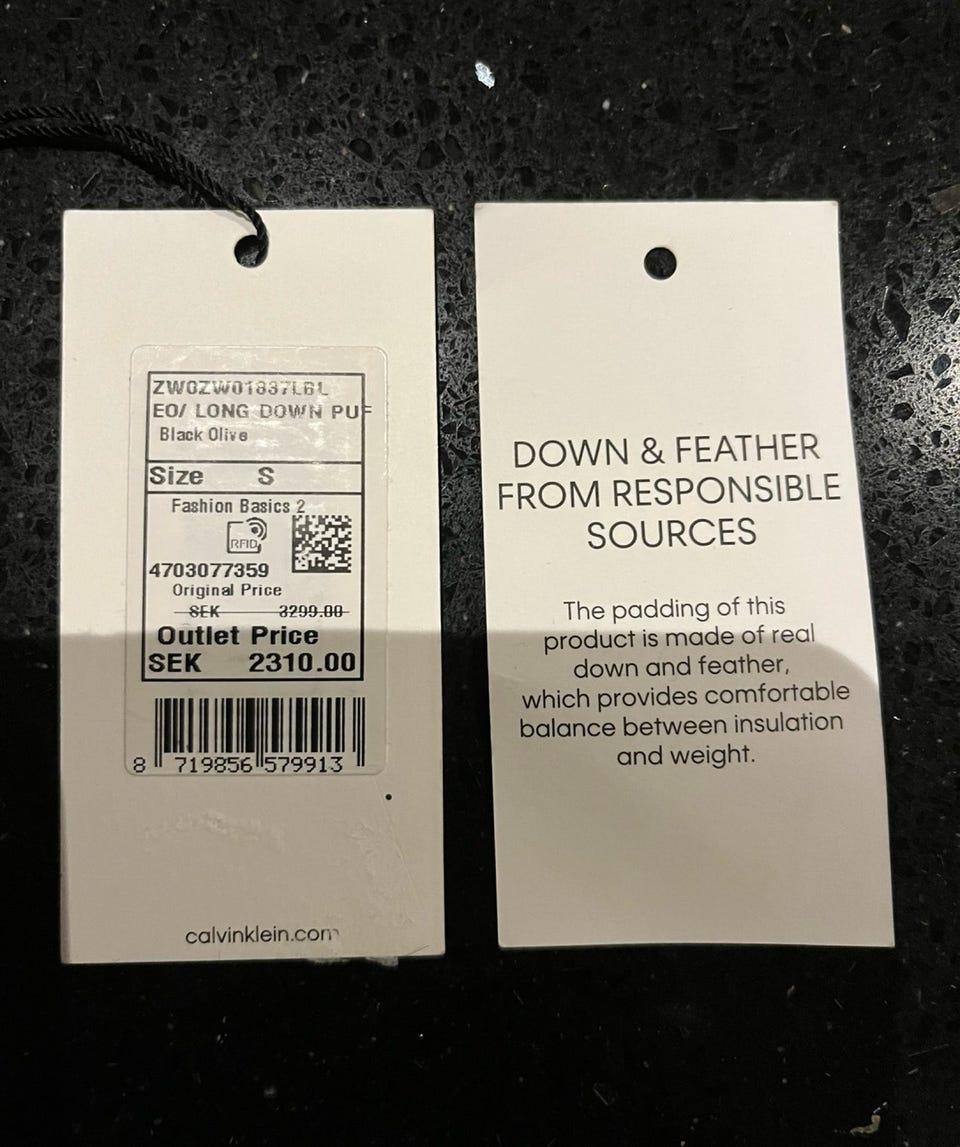 ZW0ZW01837LBL
EO/ LONG DOWN PUF
Black Olive
Size S
Fashion Basics 2
RFID
4703077359
Original Price
SEK 3299.00
Outlet Price
SEK 2310.00
8 719856 579913
calvinklein.com
DOWN & FEATHER
FROM RESPONSIBLE
SOURCES
The padding of this
product is made of real
down and feather,
which provides comfortable
balance between insulation
and weight.